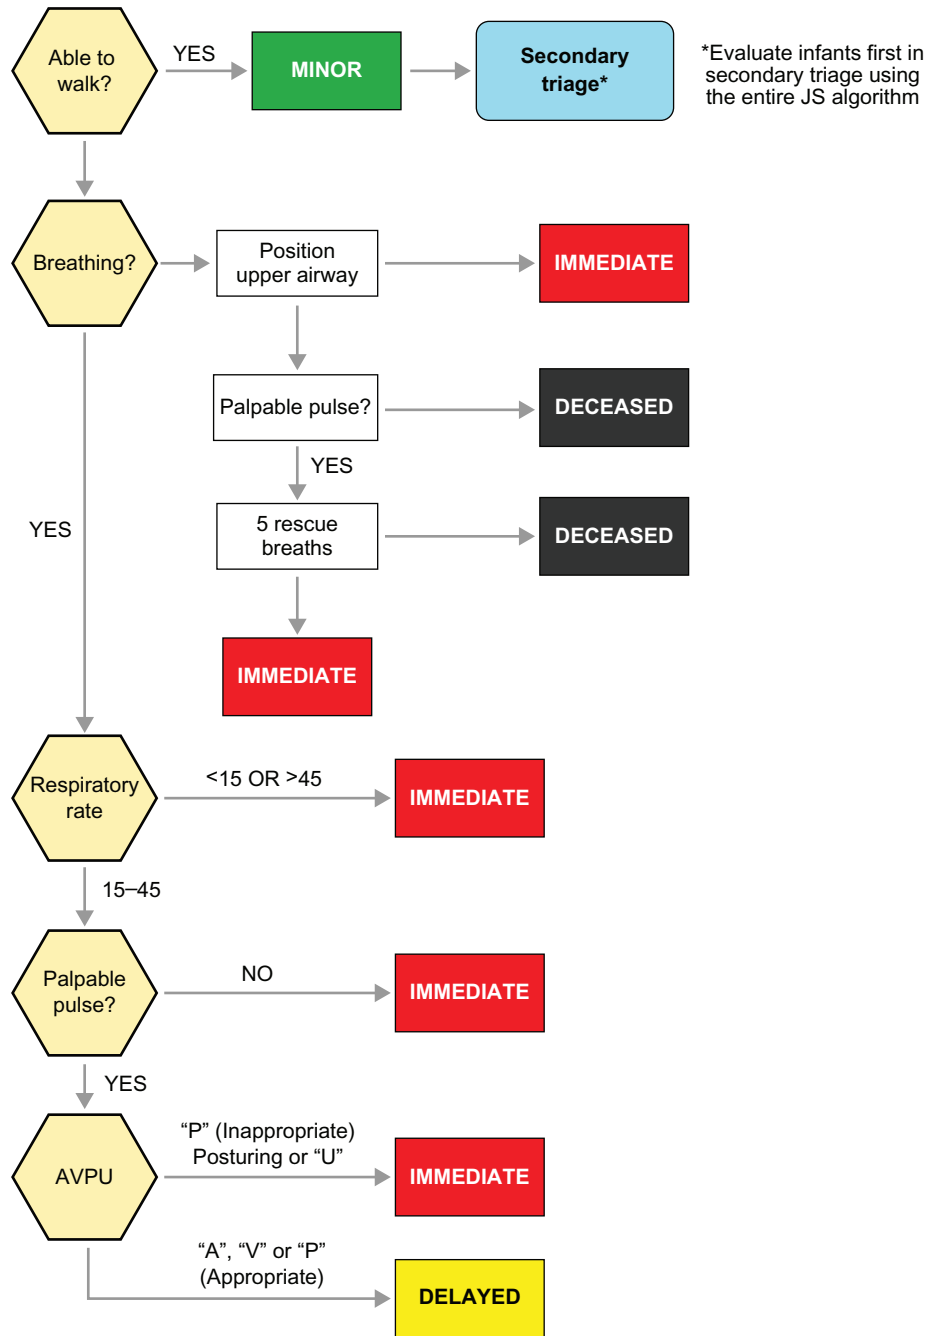 Able to
walk?
YES
MINOR
Secondary
triage*
*Evaluate infants first in
secondary triage using
the entire JS algorithm
Breathing?
Position
upper airway
IMMEDIATE
Palpable pulse?
DECEASED
YES
5 rescue
breaths
DECEASED
YES
IMMEDIATE
Respiratory
rate
<15 OR >45
IMMEDIATE
15–45
Palpable
pulse?
NO
IMMEDIATE
YES
AVPU
“P” (Inappropriate)
Posturing or “U”
IMMEDIATE
“A”, “V” or “P”
(Appropriate)
DELAYED